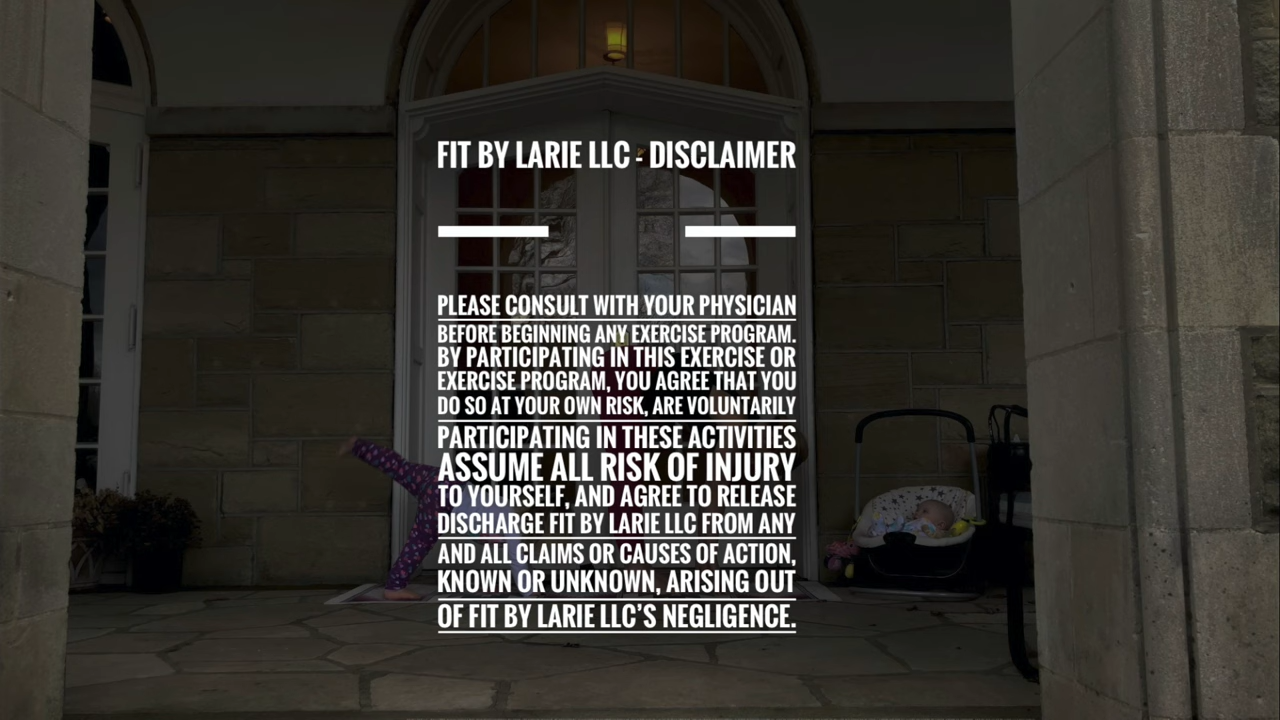 FIT BY LARIE LLC - DISCLAIMER
PLEASE CONSULT WITH YOUR PHYSICIAN
BEFORE BEGINNING ANY EXERCISE PROGRAM.
BY PARTICIPATING IN THIS EXERCISE OR
EXERCISE PROGRAM, YOU AGREE THAT YOU
DO SO AT YOUR OWN RISK, ARE VOLUNTARILY
PARTICIPATING IN THESE ACTIVITIES
ASSUME ALL RISK OF INJURY
TO YOURSELF, AND AGREE TO RELEASE
DISCHARGE FIT BY LARIE LLC FROM ANY
AND ALL CLAIMS OR CAUSES OF ACTION,
KNOWN OR UNKNOWN, ARISING OUT
OF FIT BY LARIE LLC’S NEGLIGENCE.